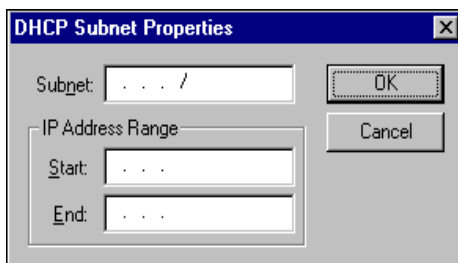 DHCP Subnet Properties
Subnet: . . . /
OK
IP Address Range
Cancel
Start: . . .
End: . . .